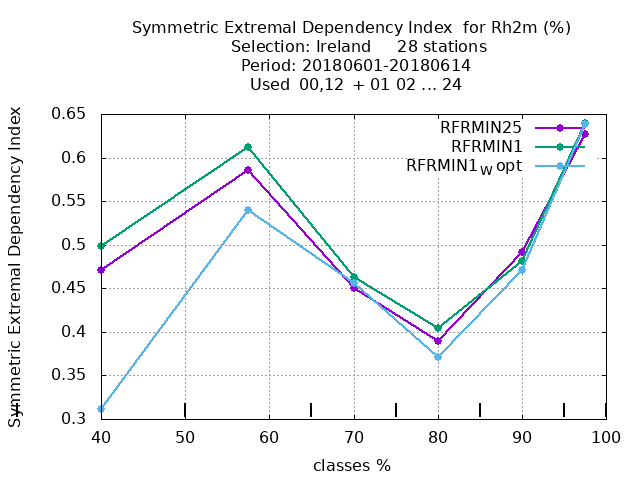 Symmetric Extremal Dependency Index  for Rh2m (%)
Selection: Ireland     28 stations
Period: 20180601-20180614
Used  00,12  + 01 02 ... 24
Symmetric Extremal Dependency Index
0.65
0.6
0.55
0.5
0.45
0.4
0.35
0.3
RFRMIN25
RFRMIN1
RFRMIN1W opt
40 50 60 70 80 90 100
classes %